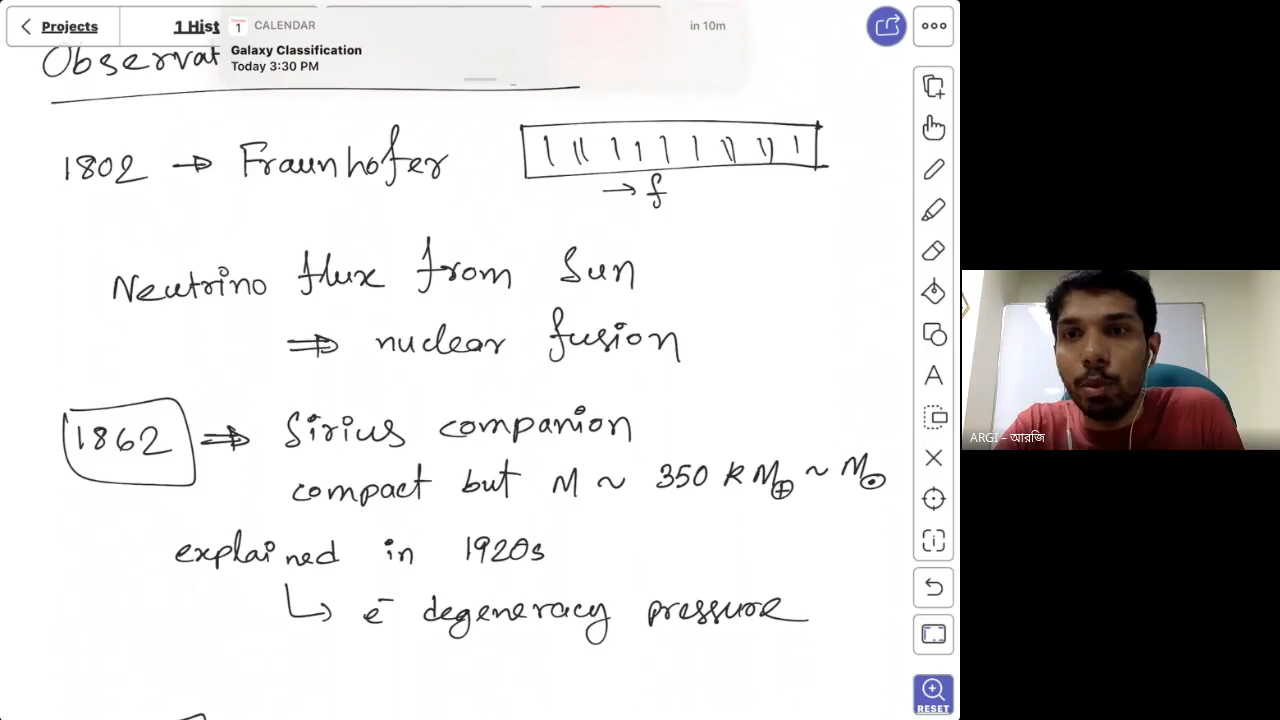 Projects
1 Hist
1
CALENDAR
in 10m
Galaxy Classification
Today 3:30 PM
Observat
1802 → Fraunhofer
→ f
Neutrino flux from Sun
⇒ nuclear fusion
1862 ⇒ Sirius companion
compact but M ~ 350 k M⊕ ~ M⊙
explained in 1920s
↳ e⁻ degeneracy pressure
A
RESET
ARGI – আরজি